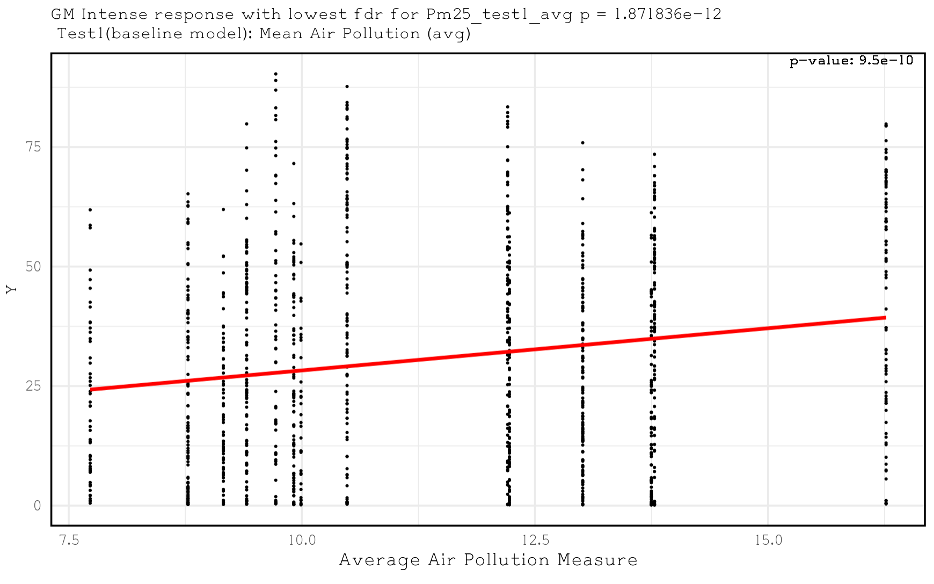 GM Intense response with lowest fdr for Pm25_test1_avg p = 1.871836e-12
Test1(baseline model): Mean Air Pollution (avg)
p-value: 9.5e-10
75
50
25
0
Y
7.5 10.0 12.5 15.0
Average Air Pollution Measure